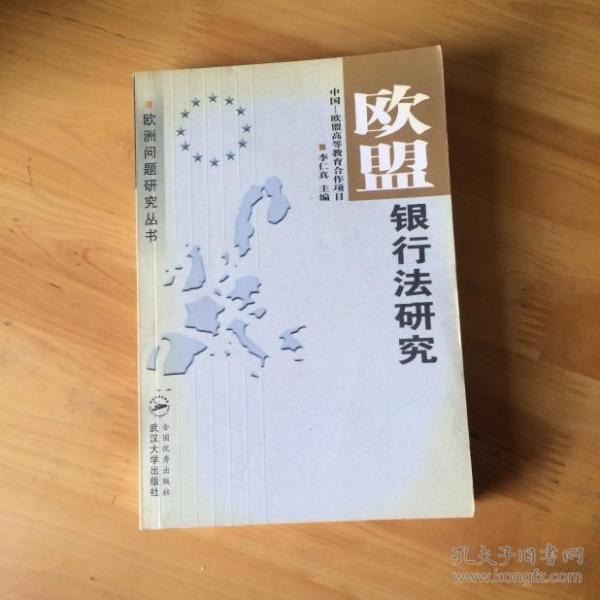 欧盟
银行法研究
中国—欧盟高等教育合作项目
李仁真 主编
欧洲问题研究丛书
全国优秀出版社
武汉大学出版社
孔夫子旧书网
www.kongfz.com